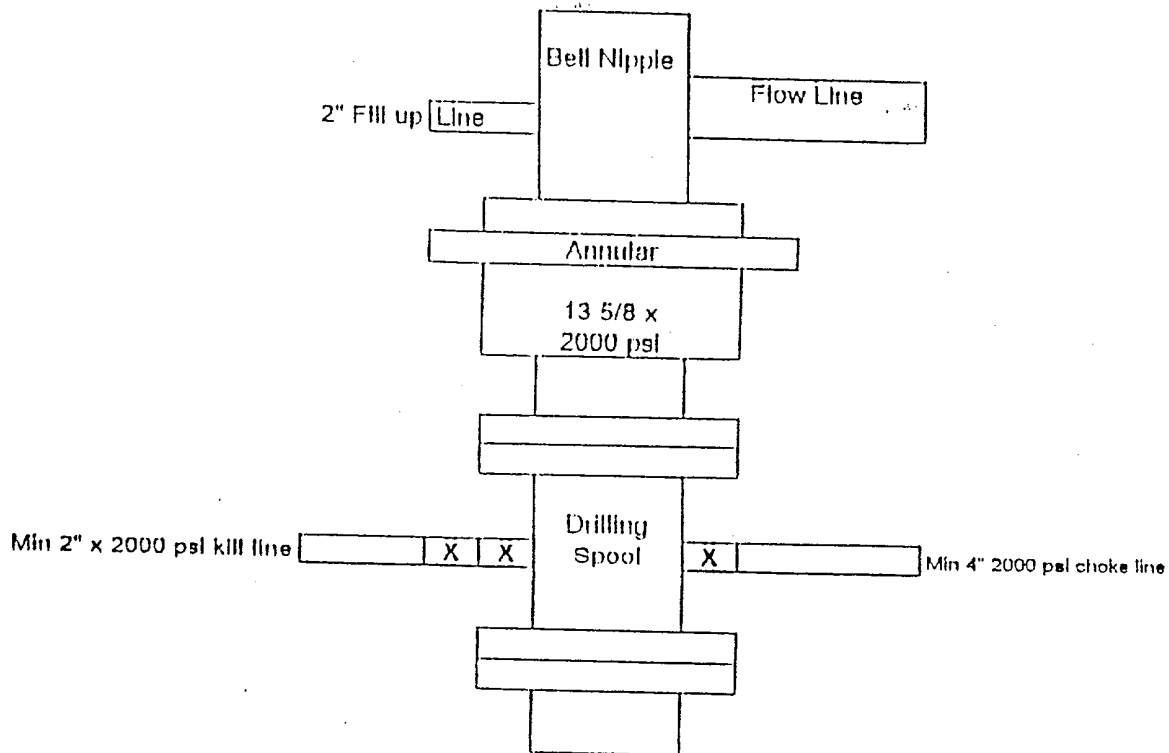 Bell Nipple
Flow Line
2" Fill up Line
Annular
13 5/8 x
2000 psi
Drilling
Spool
Min 2" x 2000 psi kill line
X X
X
Min 4" 2000 psi choke line